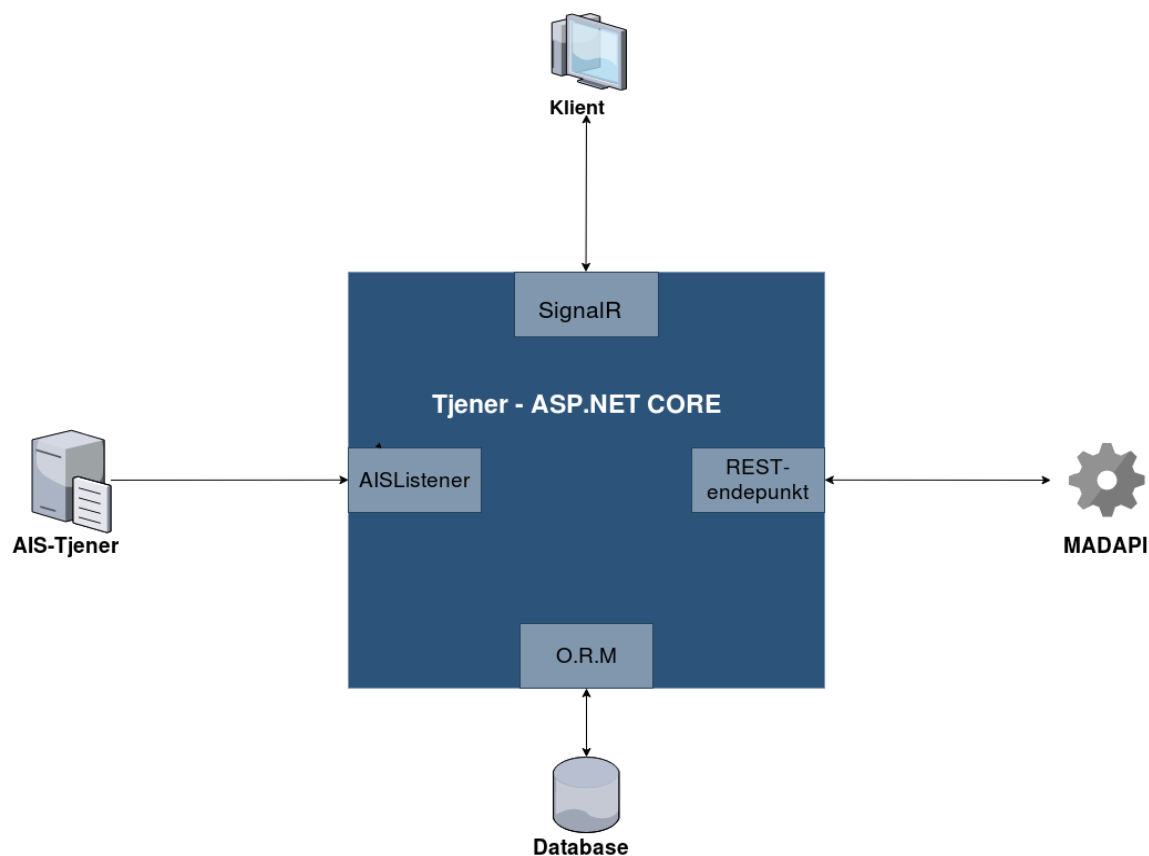 Klient
SignalR
Tjener - ASP.NET CORE
AISListener
REST-
endepunkt
AIS-Tjener
MADAPI
O.R.M
Database